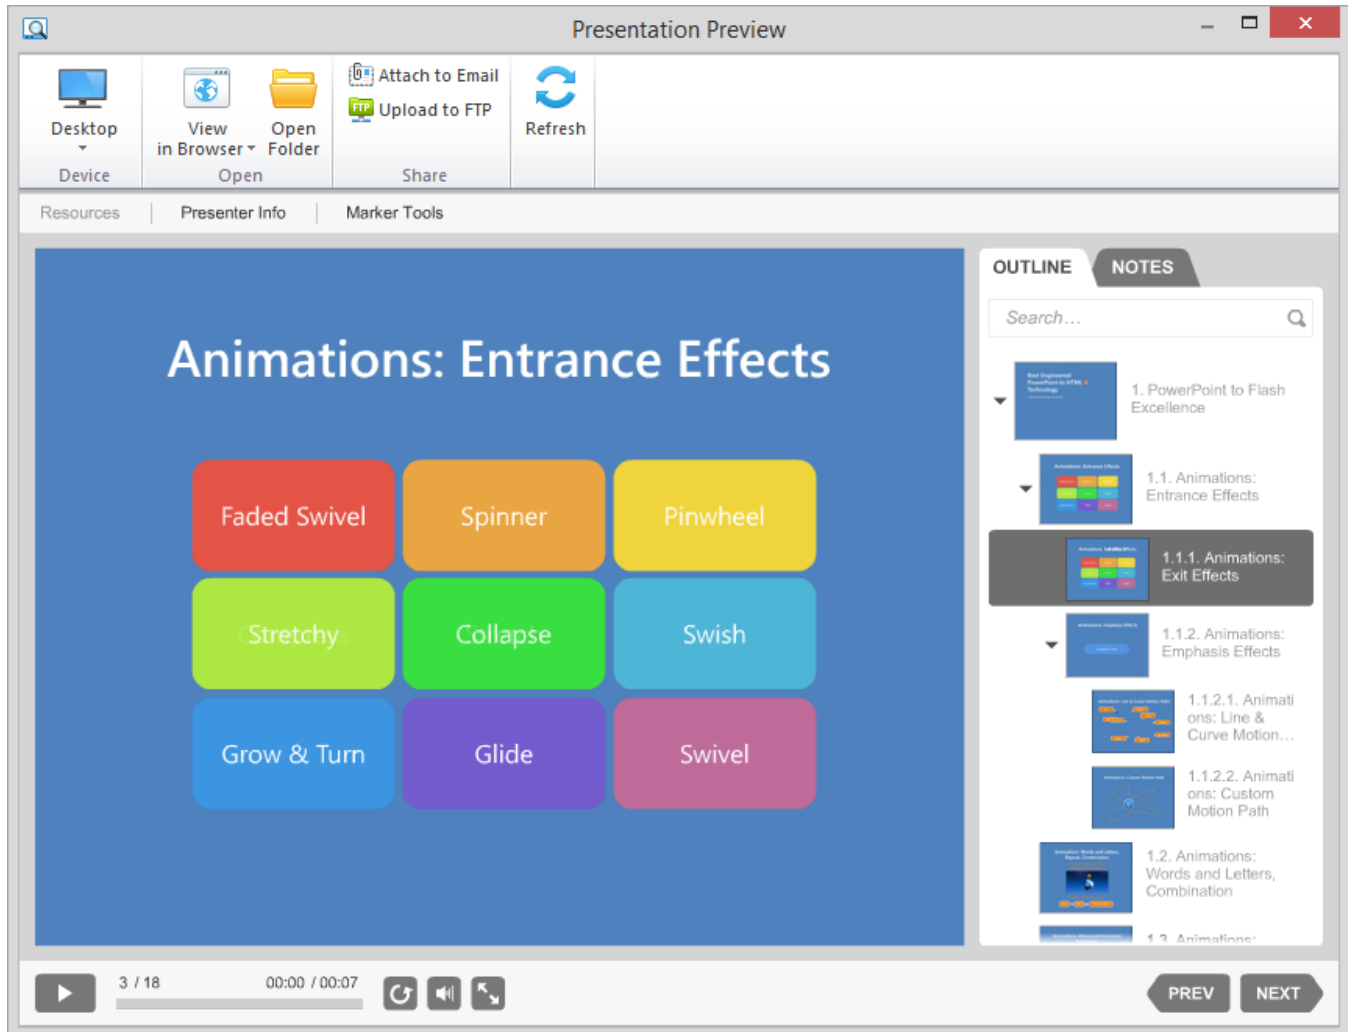 Presentation Preview
Desktop
View
in Browser
Open
Folder
Attach to Email
Upload to FTP
FTP
Refresh
Device
Open
Share
Resources
Presenter Info
Marker Tools
Animations: Entrance Effects
Faded Swivel
Spinner
Pinwheel
Stretchy
Collapse
Swish
Grow & Turn
Glide
Swivel
OUTLINE
NOTES
Search...
1. PowerPoint to Flash
Excellence
1.1. Animations:
Entrance Effects
1.1.1. Animations:
Exit Effects
1.1.2. Animations:
Emphasis Effects
1.1.2.1. Animati
ons: Line &
Curve Motion...
1.1.2.2. Animati
ons: Custom
Motion Path
1.2. Animations:
Words and Letters,
Combination
1.3. Animations:
3 / 18
00:00 / 00:07
PREV
NEXT